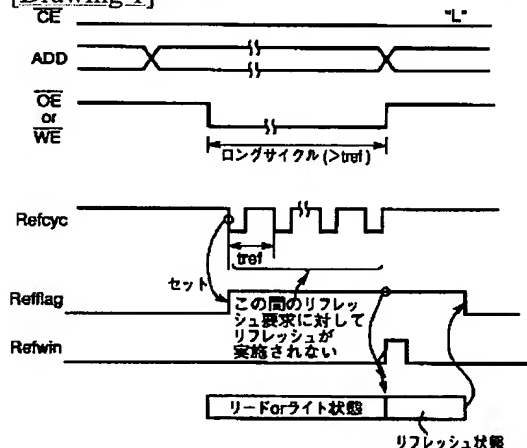 [Drawing 1]
CE
"L"
ADD
OE
or
WE
ロングサイクル (>tref)
Refcyc
tref
セット
Refflag
この間のリフレッ
シュ要求に対して
リフレッシュが
実施されない
Refwin
リードorライト状態
リフレッシュ状態